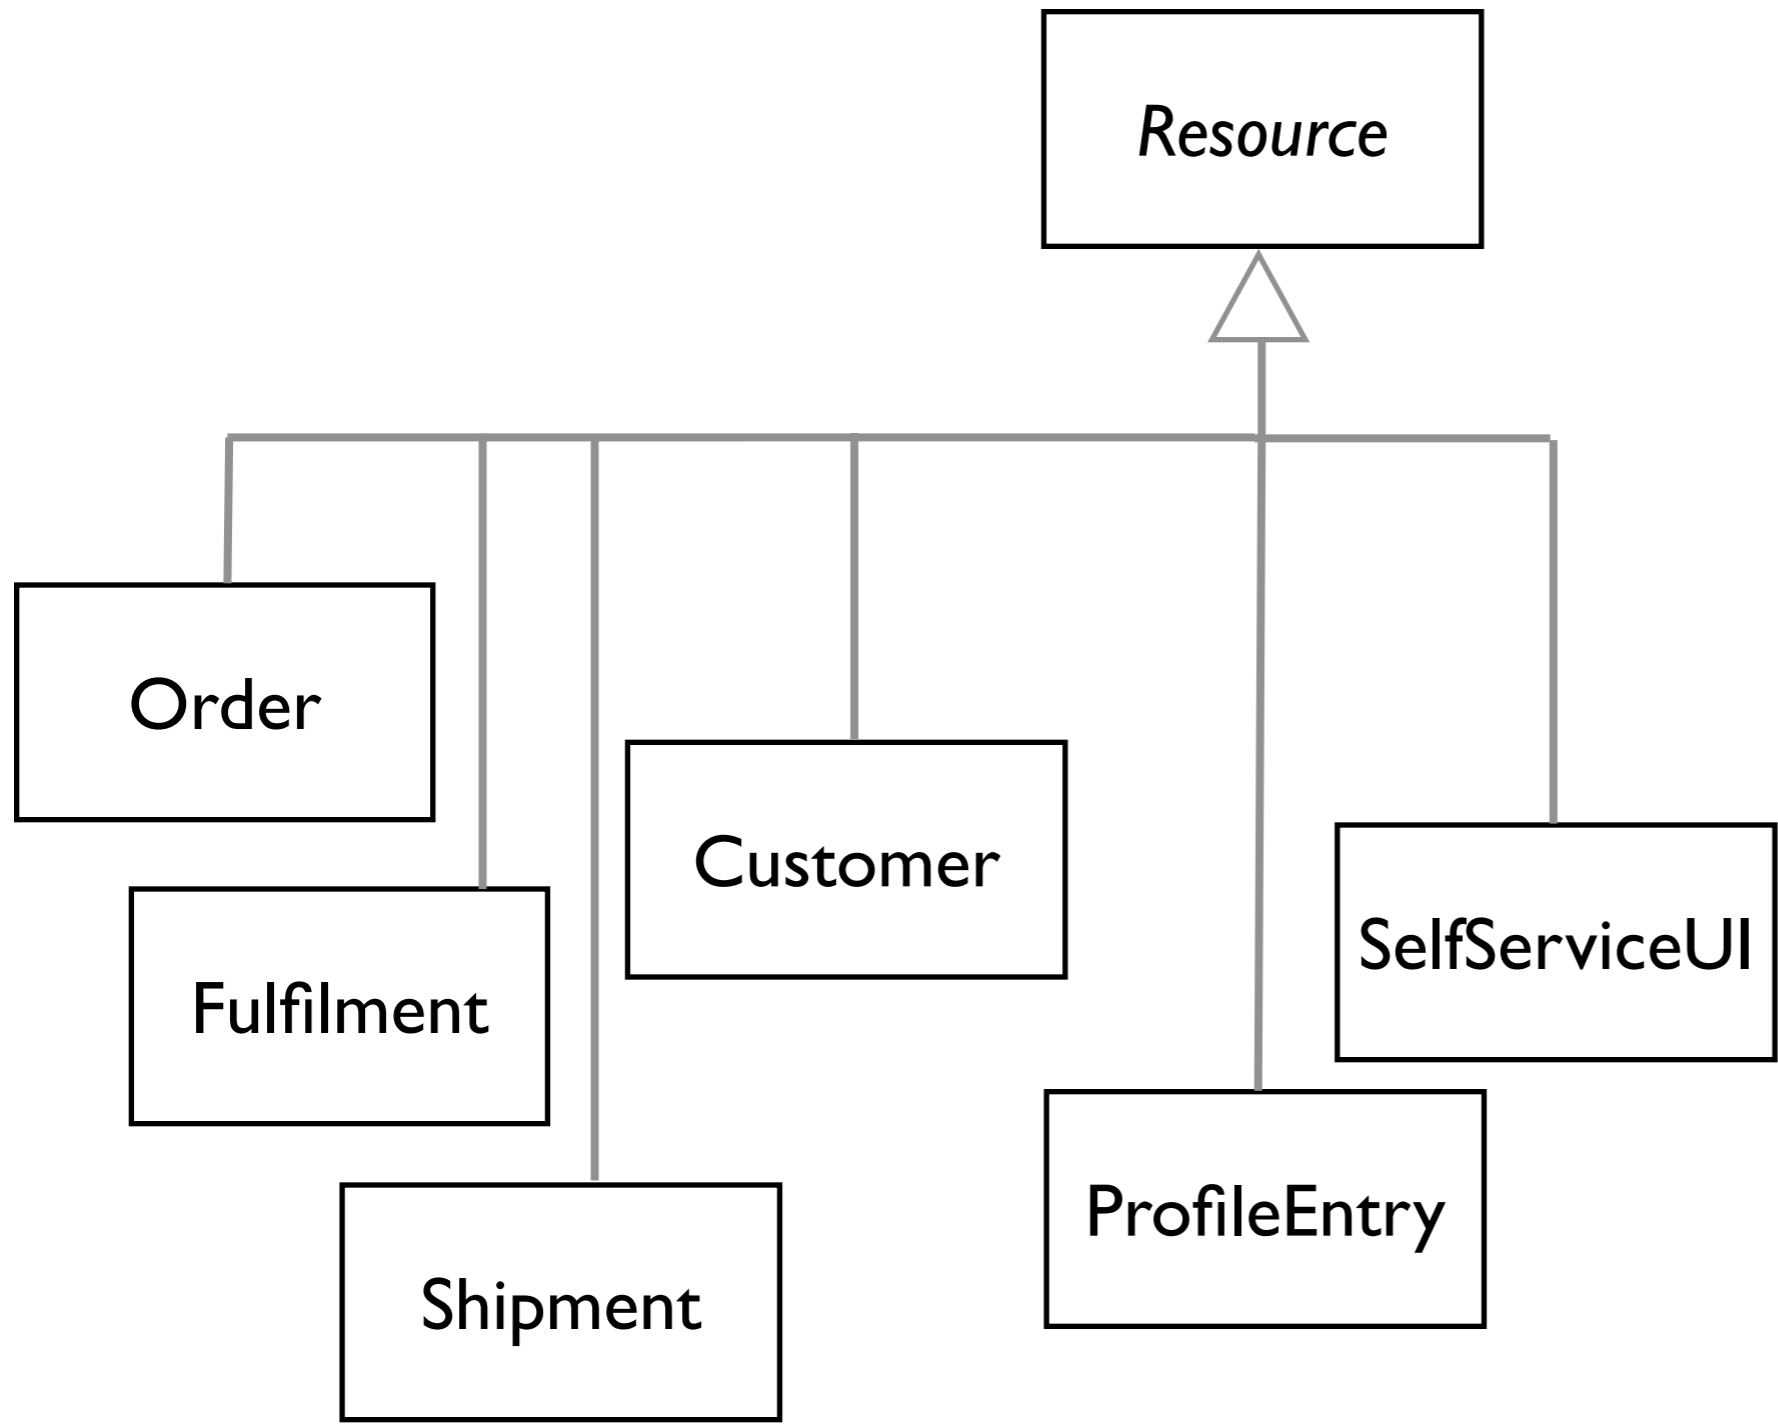 Resource
Order
Customer
SelfServiceUI
Fulfilment
ProfileEntry
Shipment